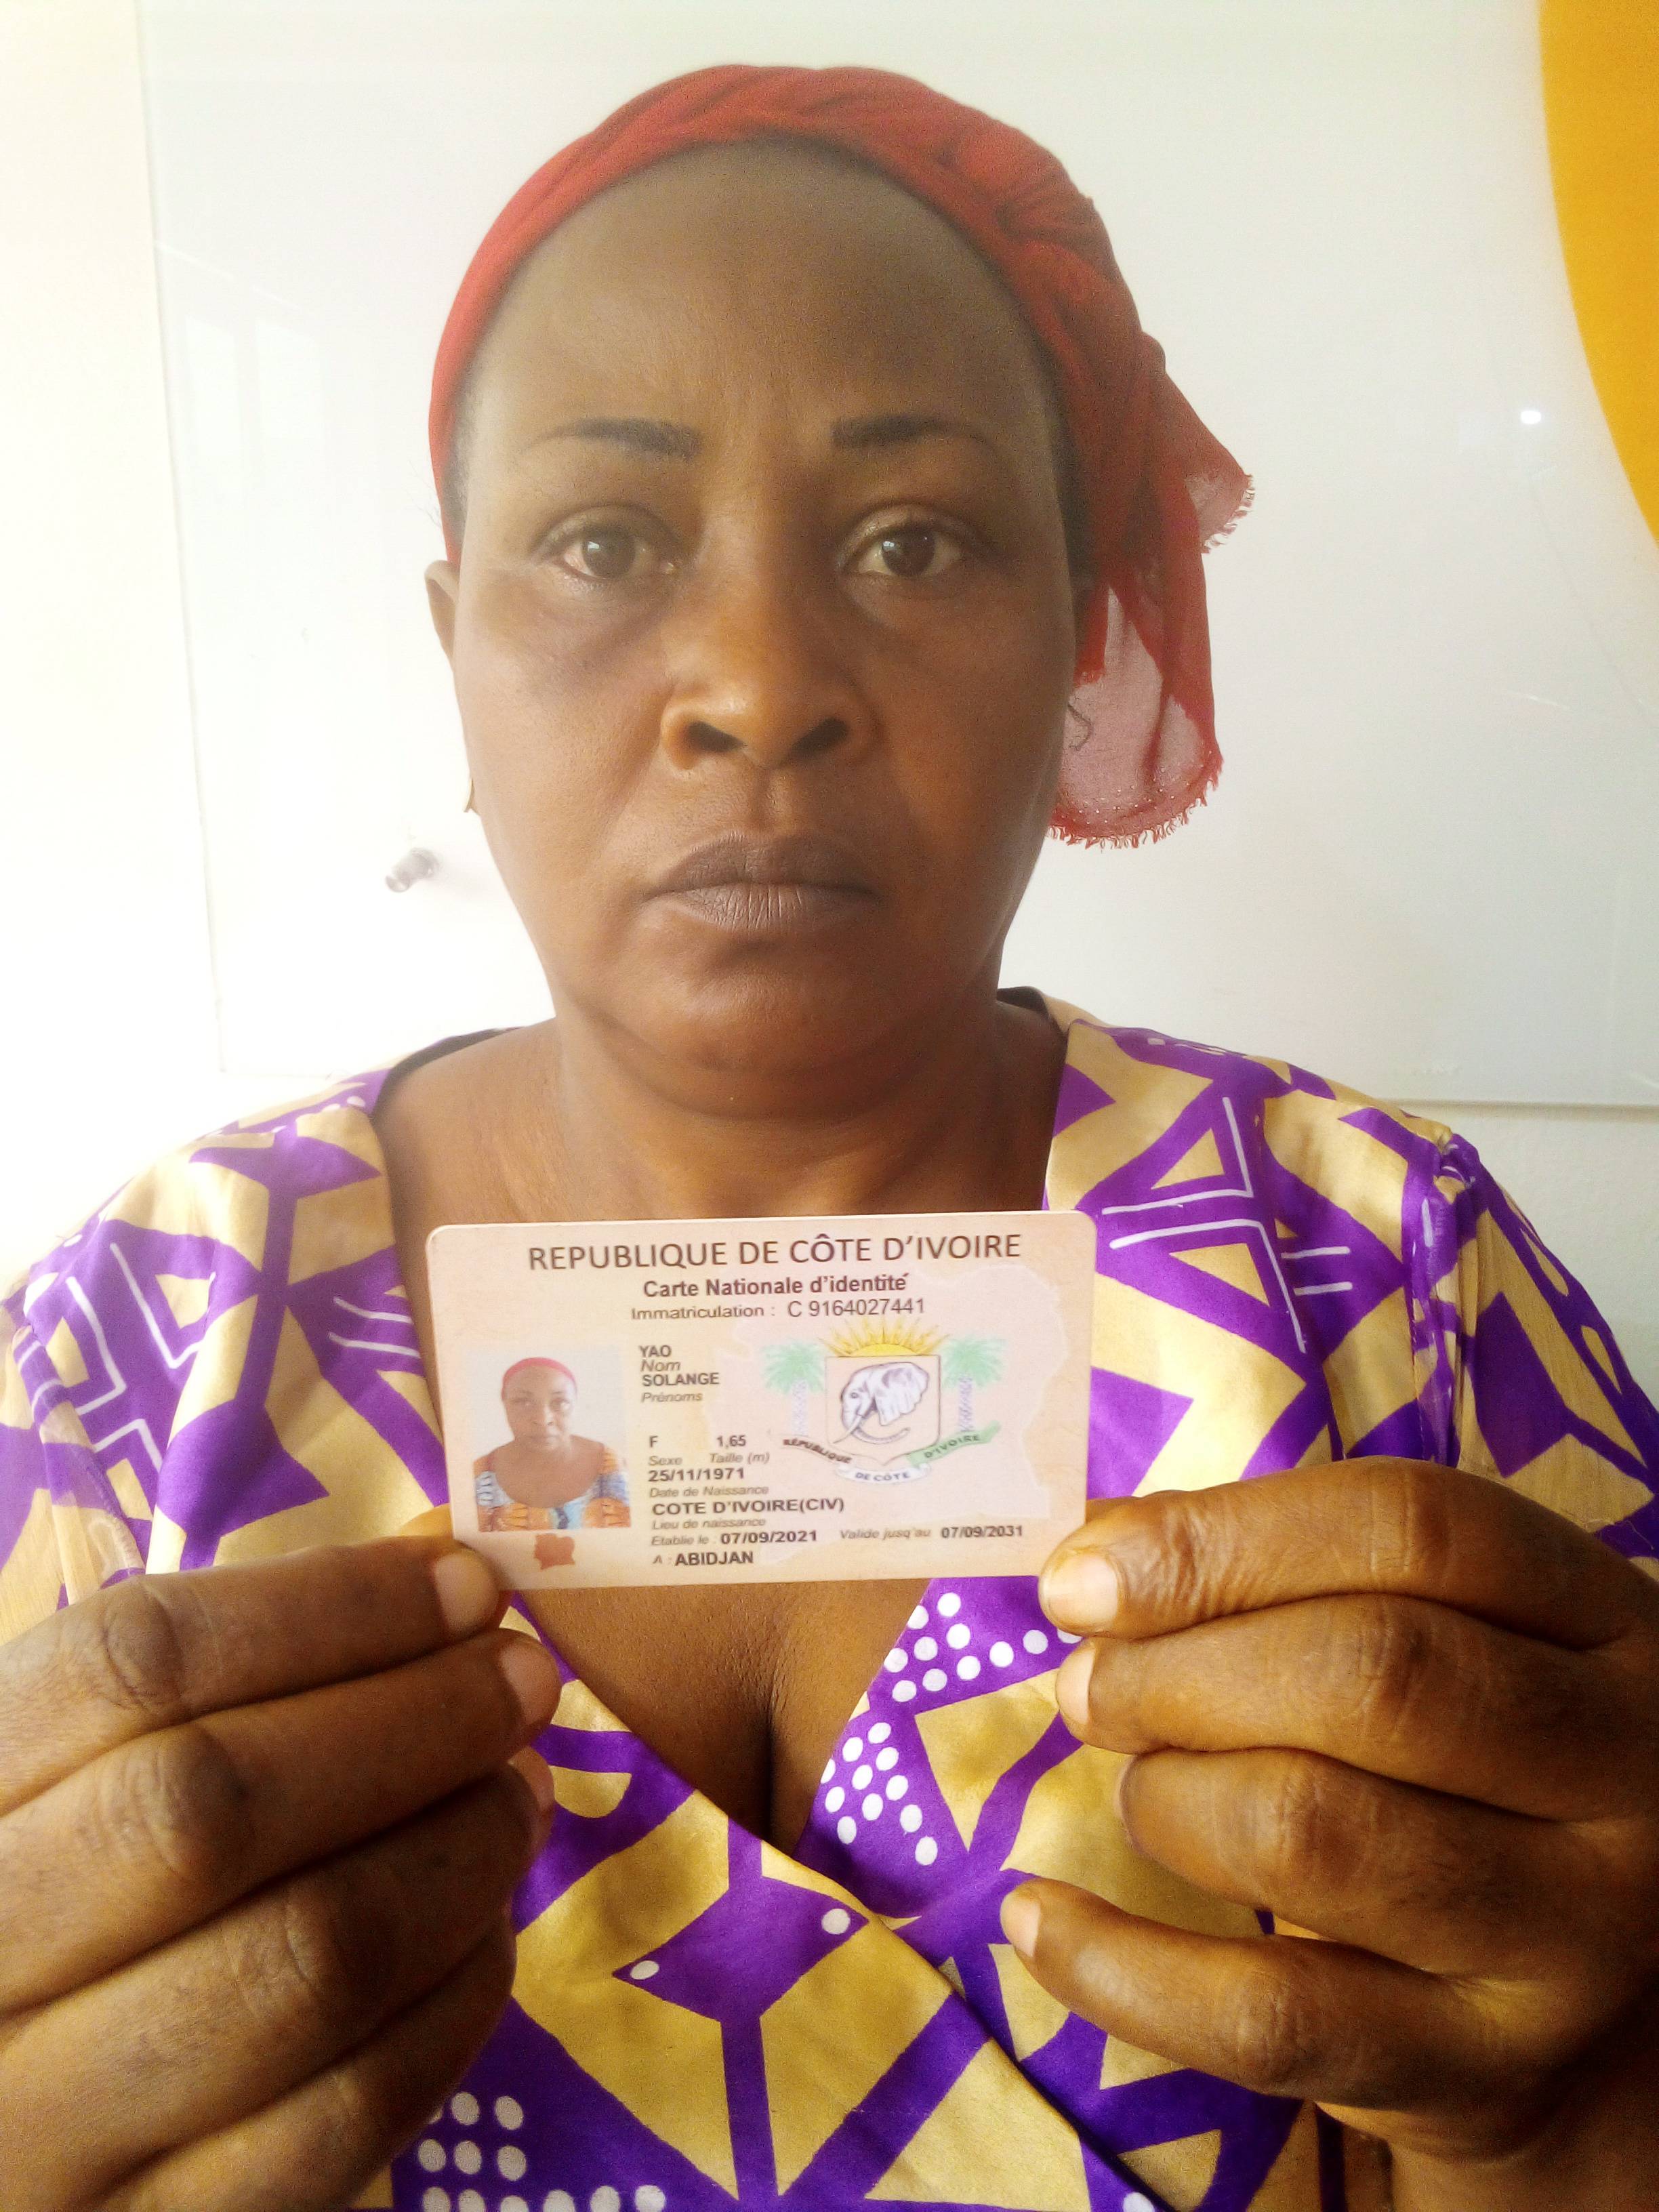 REPUBLIQUE DE CÔTE D'IVOIRE
Carte Nationale d'identité
Immatriculation : C 9164027441
YAO
Nom
SOLANGE
Prénoms
F 1,65
Sexe Taille (m)
25/11/1971
Date de Naissance
COTE D'IVOIRE(CIV)
Lieu de naissance
Etablie le : 07/09/2021 Valide jusq'au 07/09/2031
A : ABIDJAN
RÉPUBLIQUE DE CÔTE D'IVOIRE